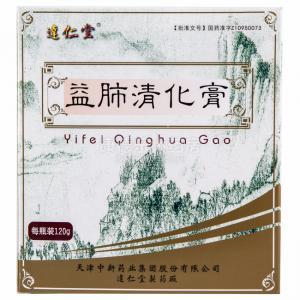 【批准文号】国药准字Z10950073
達仁堂®
益肺清化膏
Yifei Qinghua Gao
每瓶装120g
天津中新药业集团股份有限公司
達仁堂製药廠